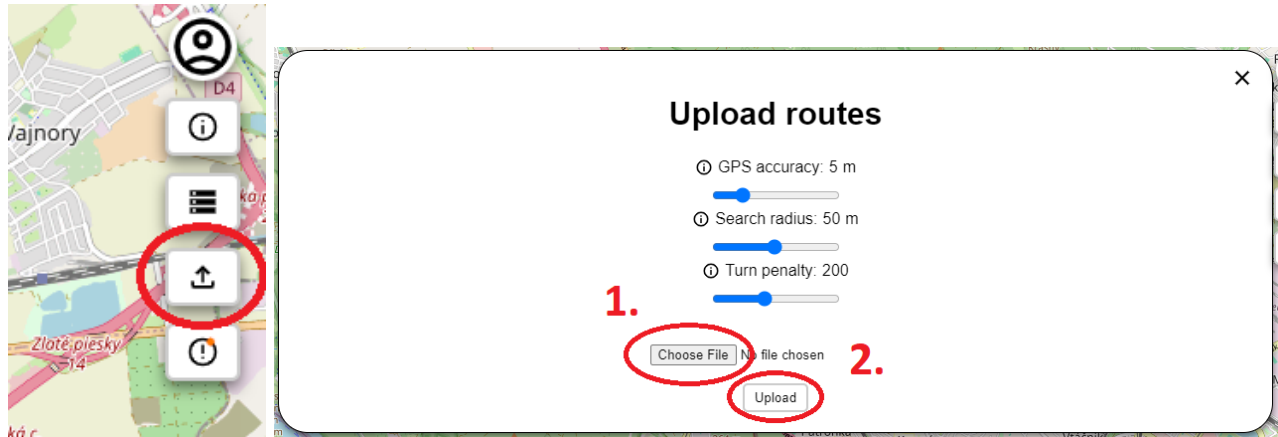 D4
Vajnory
Zlaté piesky
14
ká c
Upload routes
GPS accuracy: 5 m
Search radius: 50 m
Turn penalty: 200
1.
Choose File No file chosen
2.
Upload